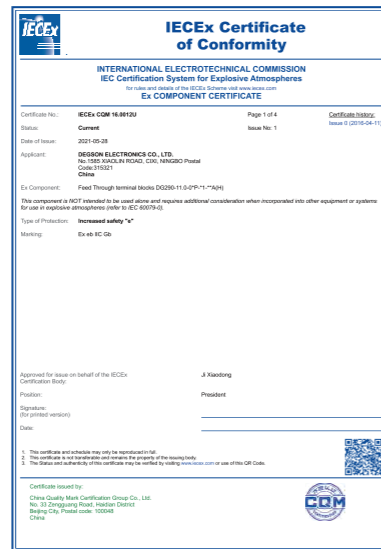 IECEx
IECEx Certificate
of Conformity
INTERNATIONAL ELECTROTECHNICAL COMMISSION
IEC Certification System for Explosive Atmospheres
for rules and details of the IECEx Scheme visit www.iecex.com
Ex COMPONENT CERTIFICATE
Certificate No.: IECEx CQM 16.0012U Page 1 of 4 Certificate history:
Status: Current Issue No: 1 Issue 0 (2016-04-11)
Date of Issue: 2021-05-28
Applicant: DEGSON ELECTRONICS CO., LTD.
No.1585 XIAOLIN ROAD, CIXI, NINGBO Postal
Code:315321
China
Ex Component: Feed Through terminal blocks DG290-11.0-0*P-*1-**A(H)
This component is NOT intended to be used alone and requires additional consideration when incorporated into other equipment or systems
for use in explosive atmospheres (refer to IEC 60079-0).
Type of Protection: Increased safety "e"
Marking: Ex eb IIC Gb
Approved for issue on behalf of the IECEx Ji Xiaodong
Certification Body:
Position: President
Signature:
(for printed version)
Date:
1. This certificate and schedule may only be reproduced in full.
2. This certificate is not transferable and remains the property of the issuing body.
3. The Status and authenticity of this certificate may be verified by visiting www.iecex.com or use of this QR Code.
Certificate issued by:
China Quality Mark Certification Group Co., Ltd.
No. 33 Zengguang Road, Haidian District
Beijing City, Postal code: 100048
China
CQM